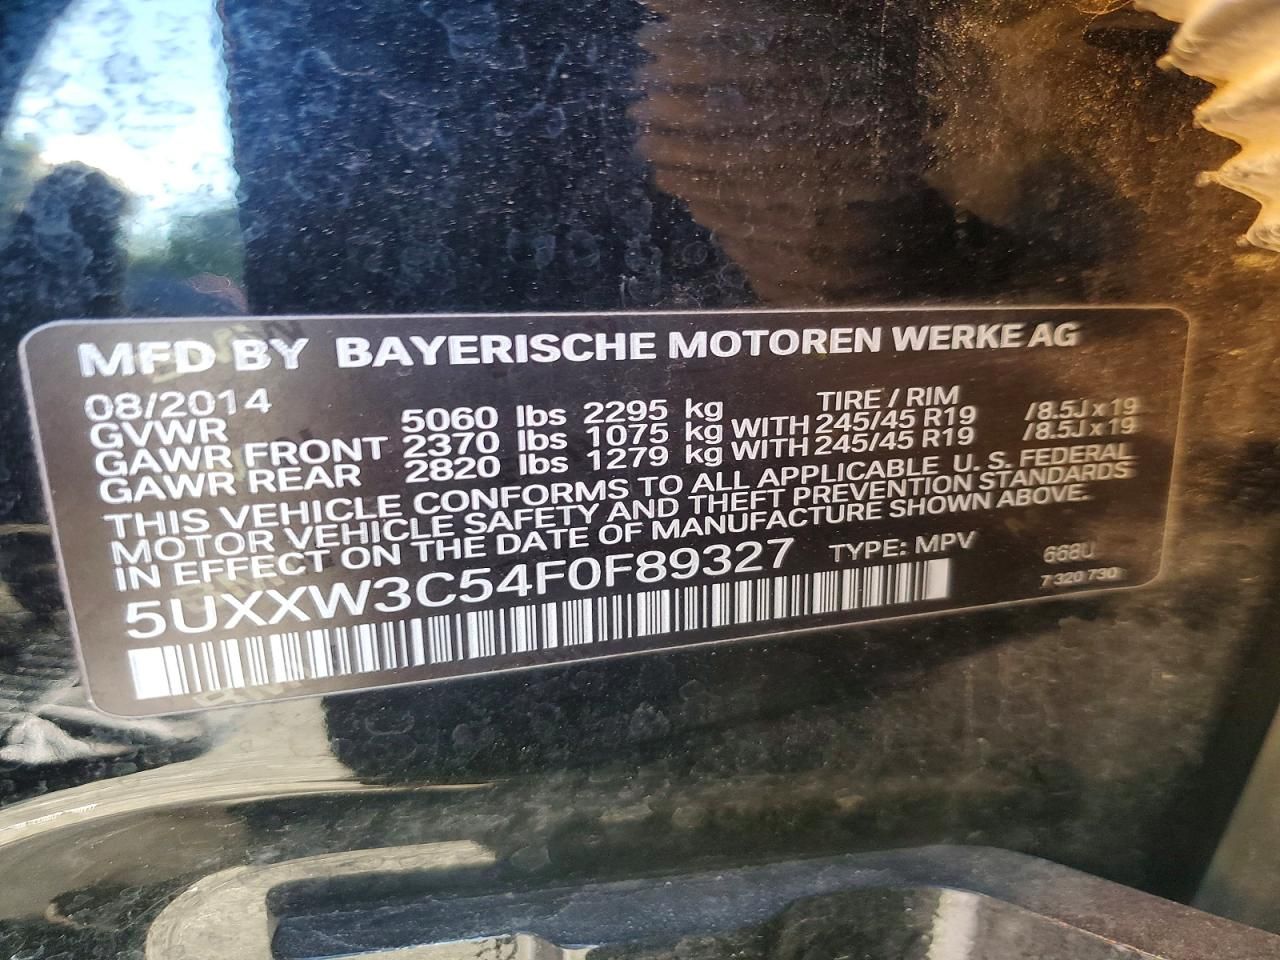 MFD BY BAYERISCHE MOTOREN WERKE AG
08/2014 TIRE / RIM
GVWR 5060 lbs 2295 kg
GAWR FRONT 2370 lbs 1075 kg WITH 245/45 R19 /8.5J x 19
GAWR REAR 2820 lbs 1279 kg WITH 245/45 R19 /8.5J x 19
THIS VEHICLE CONFORMS TO ALL APPLICABLE U. S. FEDERAL
MOTOR VEHICLE SAFETY AND THEFT PREVENTION STANDARDS
IN EFFECT ON THE DATE OF MANUFACTURE SHOWN ABOVE.
5UXXW3C54F0F89327 TYPE: MPV 668U
7 320 730